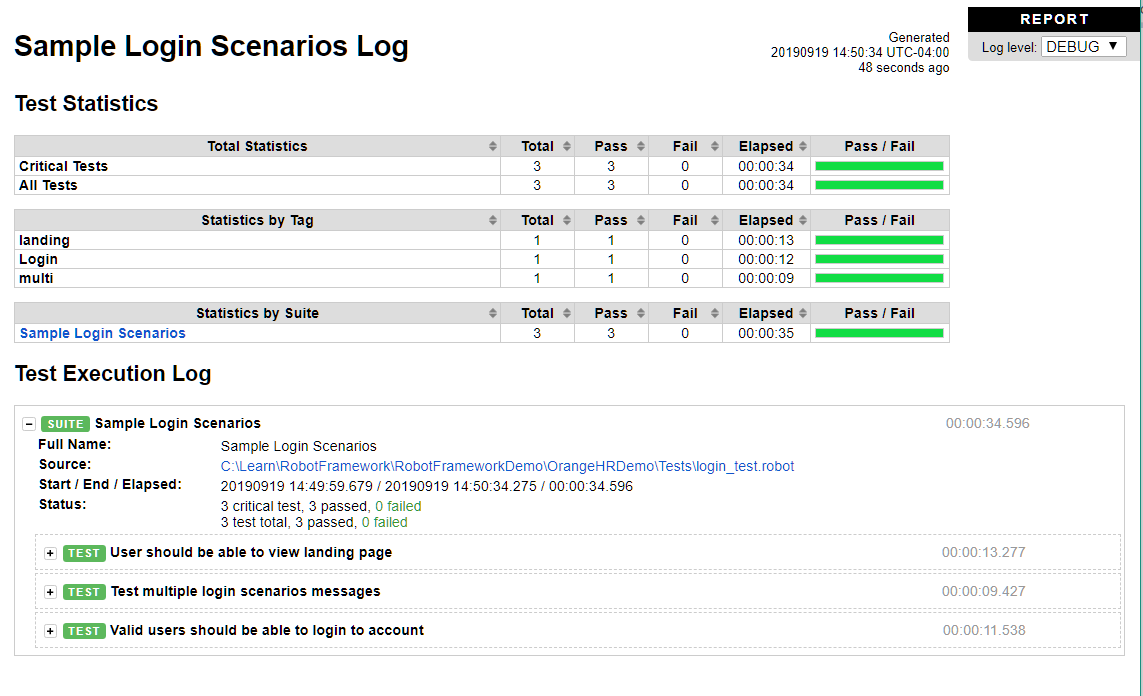 REPORT
Sample Login Scenarios Log
Generated
20190919 14:50:34 UTC-04:00
48 seconds ago
Log level: DEBUG ▼
Test Statistics
Total Statistics Total Pass Fail Elapsed Pass / Fail
Critical Tests 3 3 0 00:00:34
All Tests 3 3 0 00:00:34
Statistics by Tag Total Pass Fail Elapsed Pass / Fail
landing 1 1 0 00:00:13
Login 1 1 0 00:00:12
multi 1 1 0 00:00:09
Statistics by Suite Total Pass Fail Elapsed Pass / Fail
Sample Login Scenarios 3 3 0 00:00:35
Test Execution Log
− SUITE Sample Login Scenarios 00:00:34.596
Full Name: Sample Login Scenarios
Source: C:\Learn\RobotFramework\RobotFrameworkDemo\OrangeHRDemo\Tests\login_test.robot
Start / End / Elapsed: 20190919 14:49:59.679 / 20190919 14:50:34.275 / 00:00:34.596
Status: 3 critical test, 3 passed, 0 failed
3 test total, 3 passed, 0 failed
+ TEST User should be able to view landing page 00:00:13.277
+ TEST Test multiple login scenarios messages 00:00:09.427
+ TEST Valid users should be able to login to account 00:00:11.538